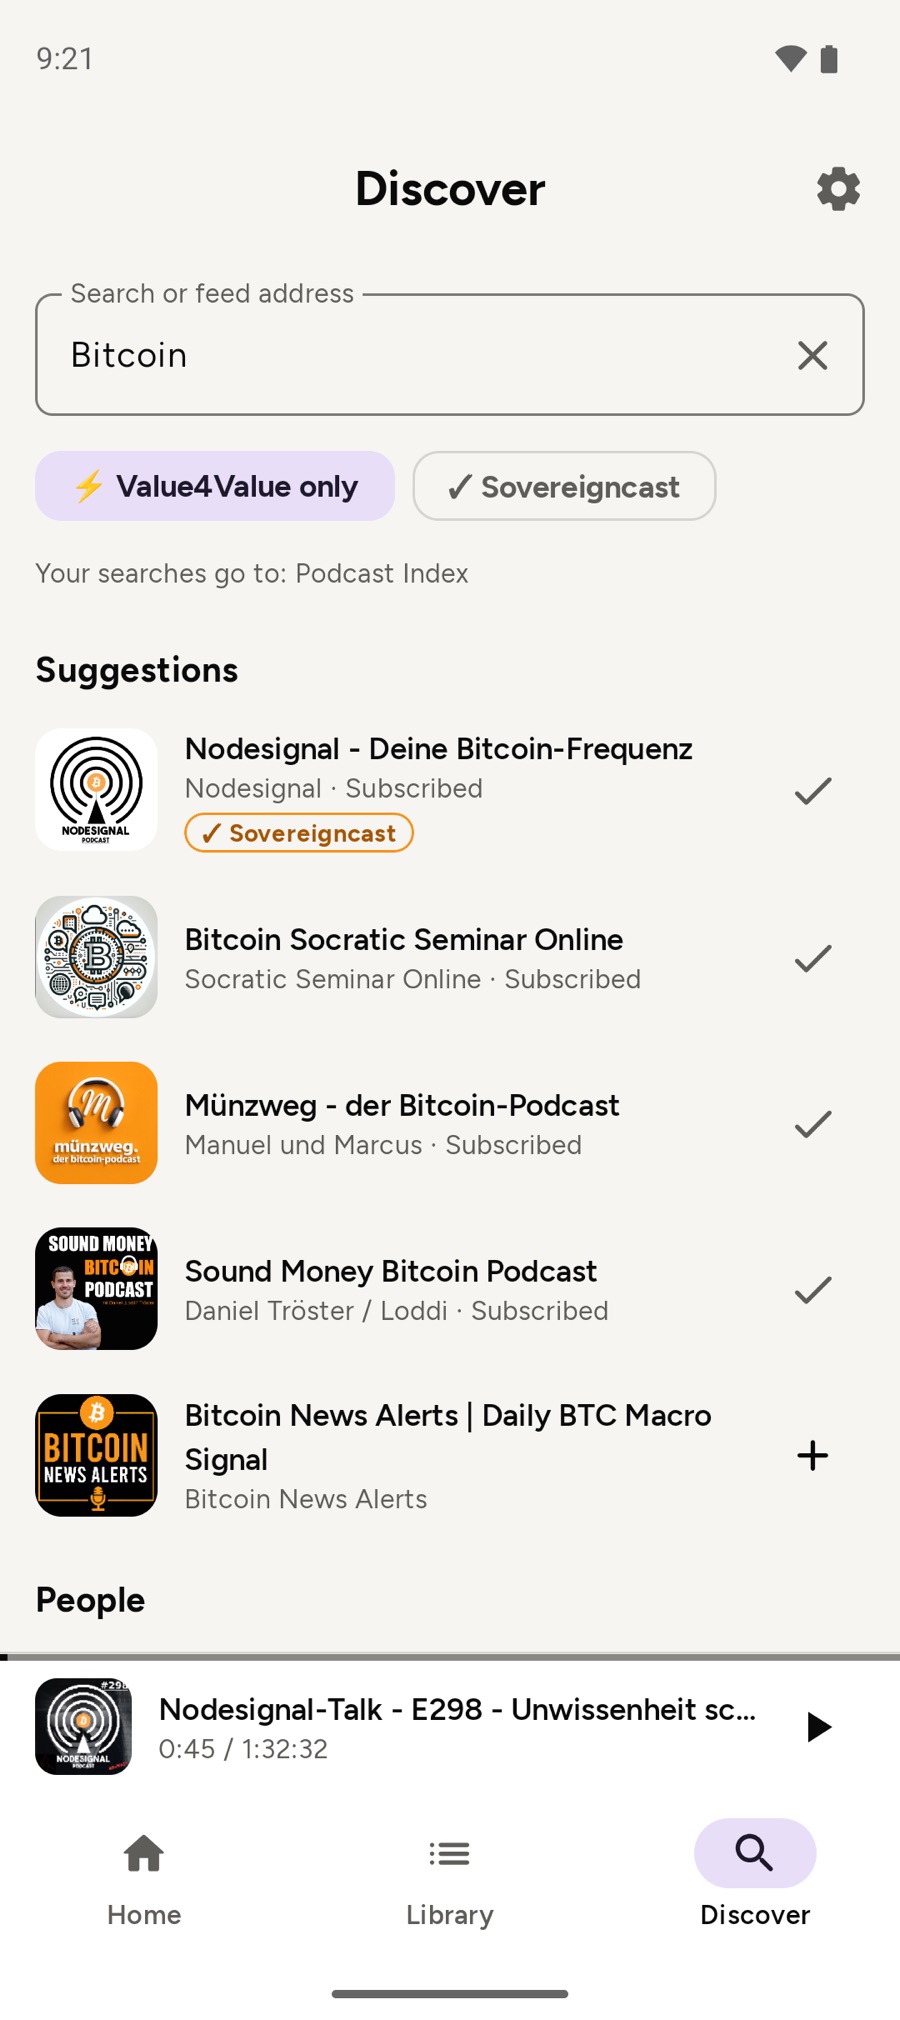 9:21
Discover
Search or feed address
Bitcoin
⚡ Value4Value only
✓ Sovereigncast
Your searches go to: Podcast Index
Suggestions
Nodesignal - Deine Bitcoin-Frequenz
Nodesignal · Subscribed
✓ Sovereigncast
NODESIGNAL
PODCAST
Bitcoin Socratic Seminar Online
Socratic Seminar Online · Subscribed
Münzweg - der Bitcoin-Podcast
Manuel und Marcus · Subscribed
münzweg.
der bitcoin-podcast
Sound Money Bitcoin Podcast
Daniel Tröster / Loddi · Subscribed
SOUND MONEY
BITCOIN
PODCAST
Bitcoin News Alerts | Daily BTC Macro
Signal
Bitcoin News Alerts
BITCOIN
NEWS ALERTS
People
Nodesignal-Talk - E298 - Unwissenheit sc...
0:45 / 1:32:32
#298
NODESIGNAL
PODCAST
Home
Library
Discover